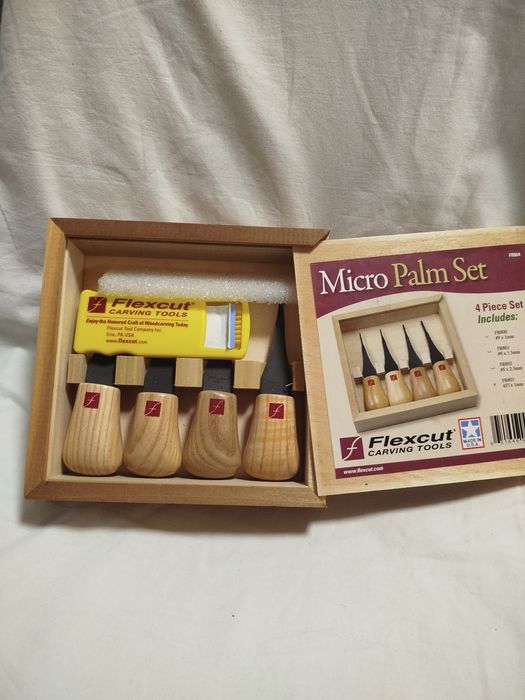 Flexcut
CARVING TOOLS
Enjoy the Honored Craft of Woodcarving Today
Flexcut Tool Company Inc.
Erie, PA USA
www.flexcut.com
FR604
Micro Palm Set
4 Piece Set
Includes:
Flexcut
CARVING TOOLS
MADE IN
U.S.A.
www.flexcut.com